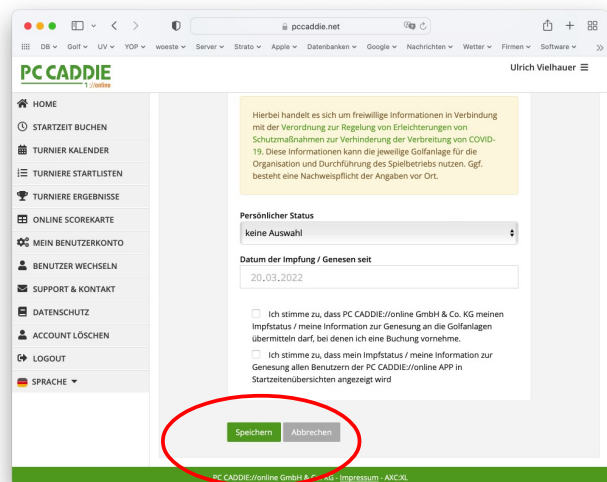 pccaddie.net
DB Golf UV YOP woeste Server Strato Apple Datenbanken Google Nachrichten Wetter Firmen Software
PC CADDIE
://online
Ulrich Vielhauer
HOME
STARTZEIT BUCHEN
TURNIER KALENDER
TURNIERE STARTLISTEN
TURNIERE ERGEBNISSE
ONLINE SCOREKARTE
MEIN BENUTZERKONTO
BENUTZER WECHSELN
SUPPORT & KONTAKT
DATENSCHUTZ
ACCOUNT LÖSCHEN
LOGOUT
SPRACHE
Hierbei handelt es sich um freiwillige Informationen in Verbindung
mit der Verordnung zur Regelung von Erleichterungen von
Schutzmaßnahmen zur Verhinderung der Verbreitung von COVID-
19. Diese Informationen kann die jeweilige Golfanlage für die
Organisation und Durchführung des Spielbetriebs nutzen. Ggf.
besteht eine Nachweispflicht der Angaben vor Ort.
Persönlicher Status
keine Auswahl
Datum der Impfung / Genesen seit
20.03.2022
Ich stimme zu, dass PC CADDIE://online GmbH & Co. KG meinen
Impfstatus / meine Information zur Genesung an die Golfanlagen
übermitteln darf, bei denen ich eine Buchung vornehme.
Ich stimme zu, dass mein Impfstatus / meine Information zur
Genesung allen Benutzern der PC CADDIE://online APP in
Startzeitenübersichten angezeigt wird
Speichern Abbrechen
PC CADDIE://online GmbH & Co. KG - Impressum - AXC:XL